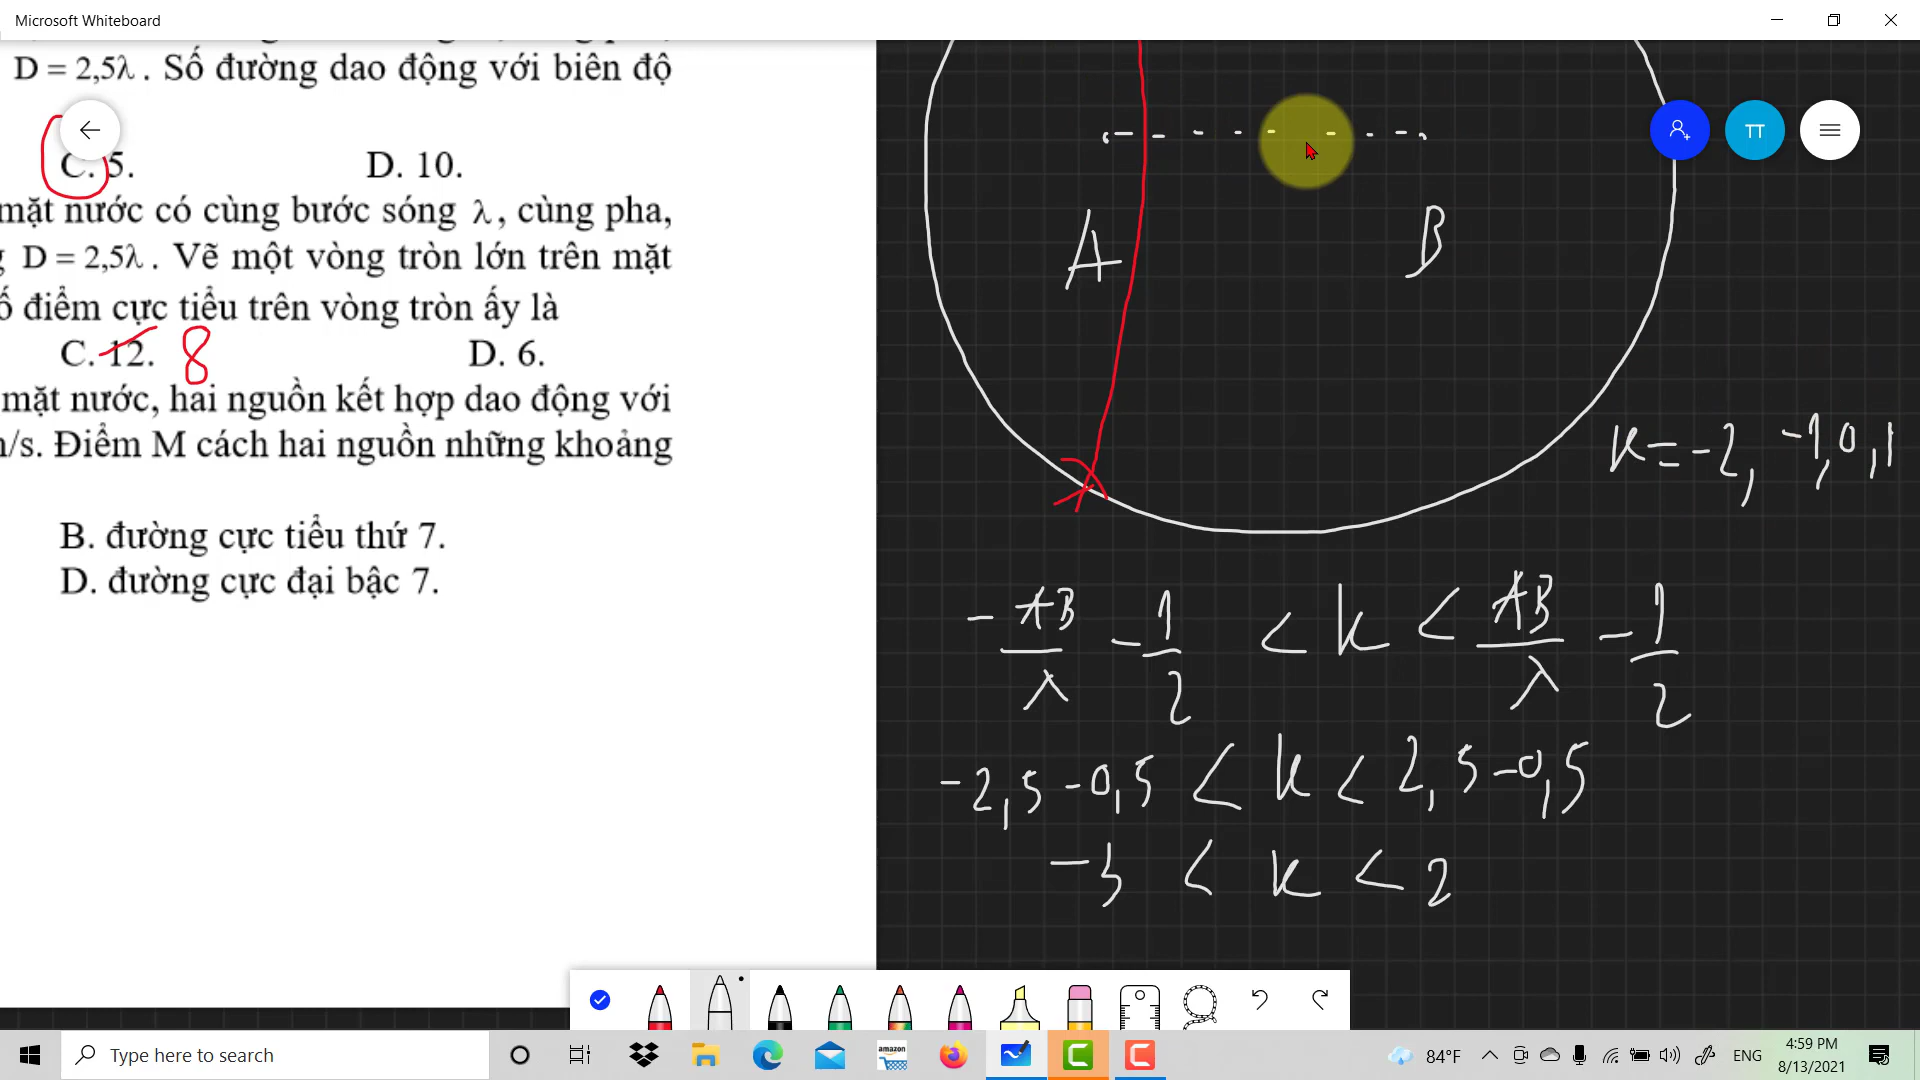 Microsoft Whiteboard
D = 2,5λ . Số đường dao động với biên độ
C. 5. D. 10.
mặt nước có cùng bước sóng λ, cùng pha,
D = 2,5λ . Vẽ một vòng tròn lớn trên mặt
ố điểm cực tiểu trên vòng tròn ấy là
C. 12. 8 D. 6.
mặt nước, hai nguồn kết hợp dao động với
/s. Điểm M cách hai nguồn những khoảng
B. đường cực tiểu thứ 7.
D. đường cực đại bậc 7.
TT
A B
k = -2, -1, 0, 1
- AB/λ - 1/2 < k < AB/λ - 1/2
-2,5 - 0,5 < k < 2,5 - 0,5
-3 < k < 2
Type here to search
amazon
84°F
ENG
4:59 PM
8/13/2021